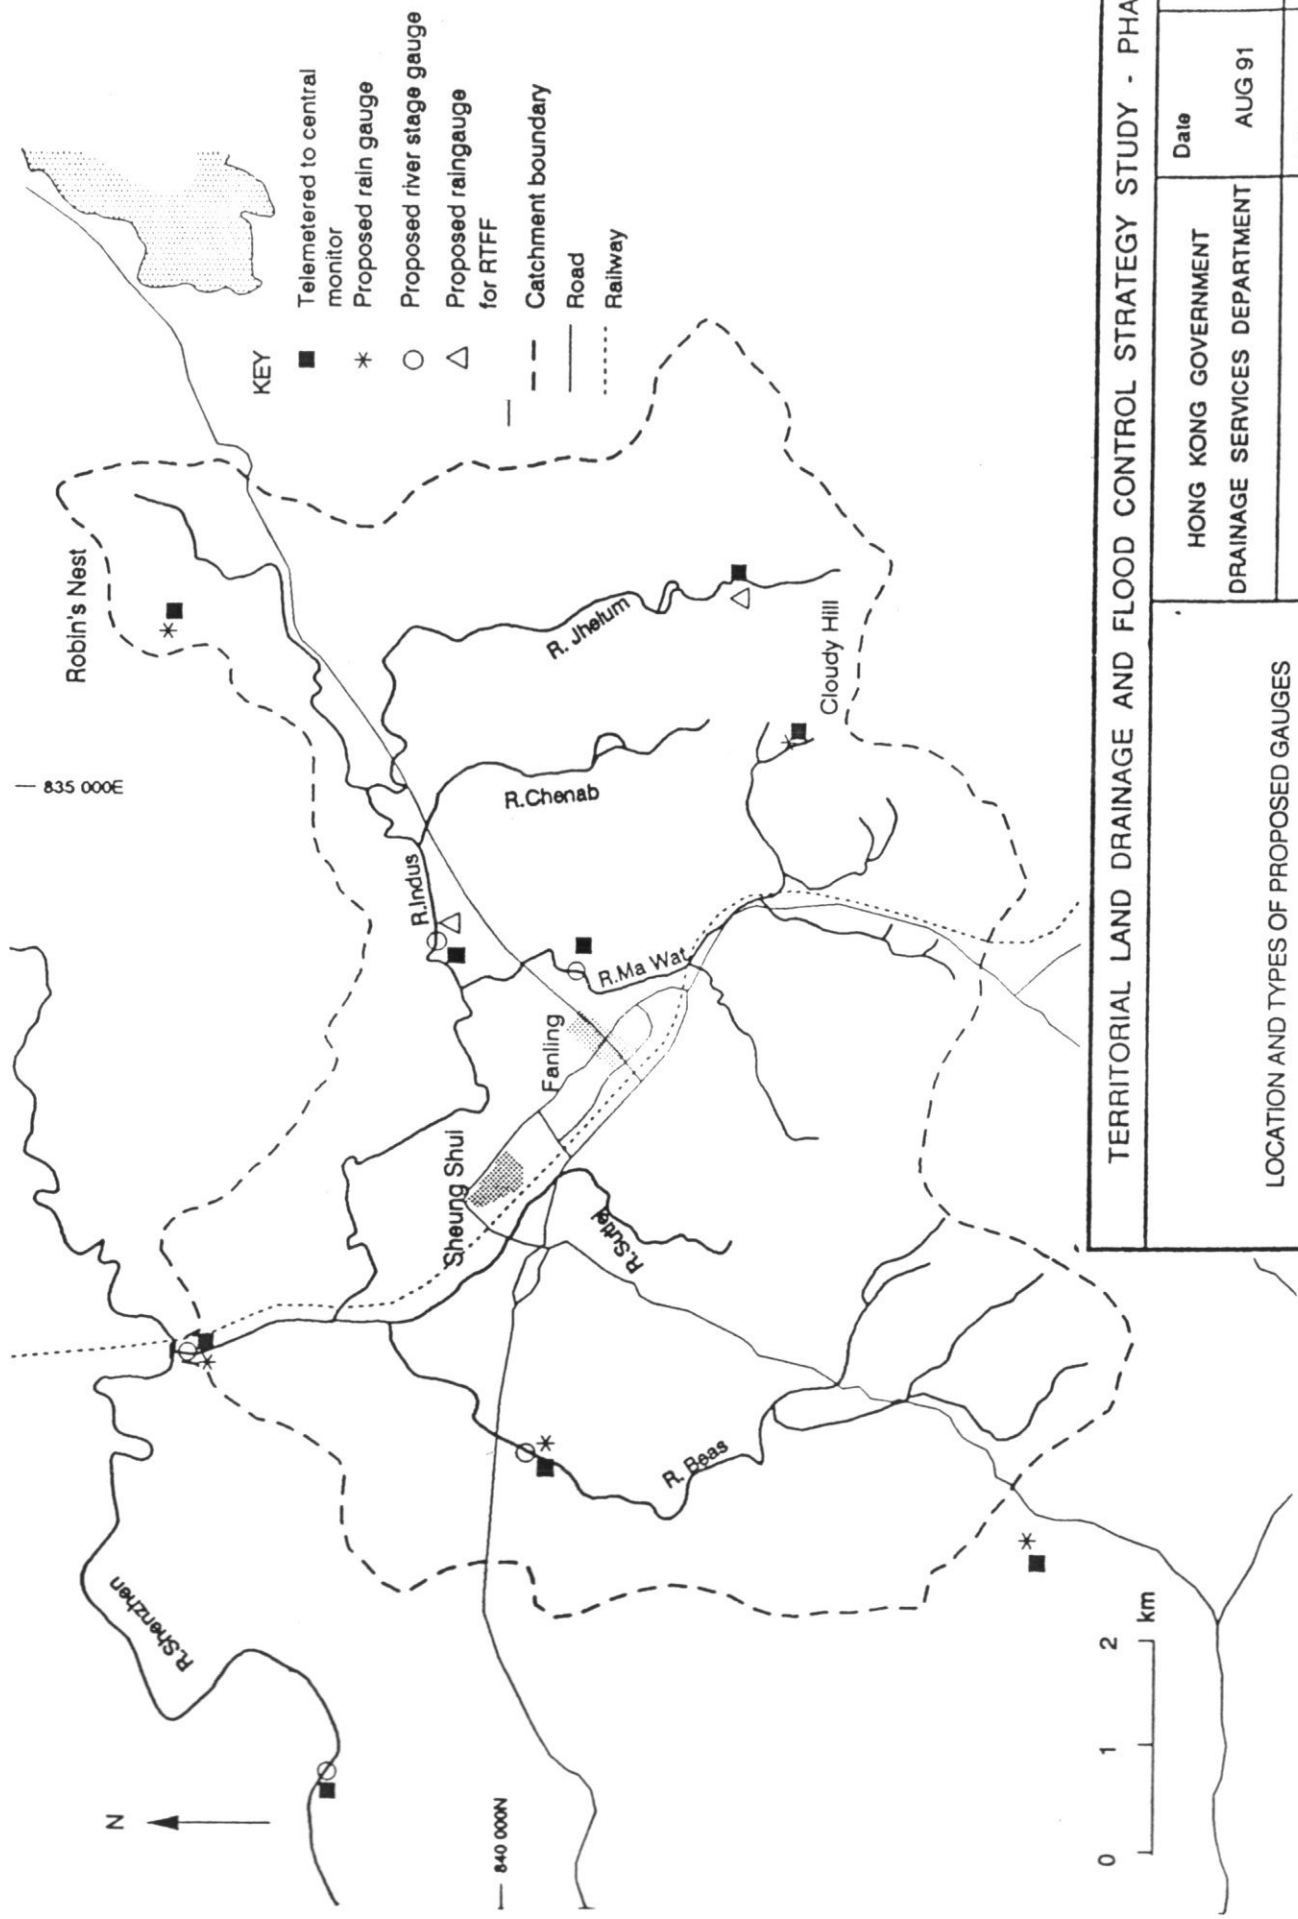 Robin's Nest
835 000E
KEY
Telemetered to central
monitor
Proposed rain gauge
Proposed river stage gauge
Proposed raingauge
for RTFF
Catchment boundary
Road
Railway
R. Jhelum
Cloudy Hill
R.Chenab
R.Indus
R.Ma Wat
Fanling
Sheung Shui
R.Sutlej
R. Beas
R.Shenzhen
N
840 000N
0 1 2 km
TERRITORIAL LAND DRAINAGE AND FLOOD CONTROL STRATEGY STUDY - PHA
LOCATION AND TYPES OF PROPOSED GAUGES
HONG KONG GOVERNMENT
DRAINAGE SERVICES DEPARTMENT
Date
AUG 91